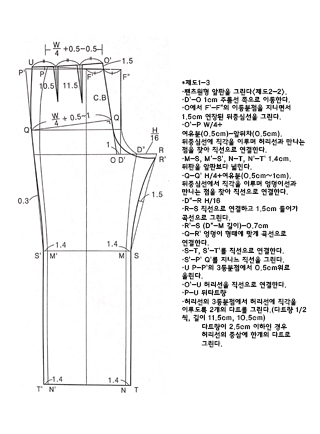 W/4 +0.5-0.5
U
O'
1.5
P'
P
F'
F"
10.5
11.5
C.B
W/4 +0.5-1
Q'
Q
H/16
1
O D'
D"
R'
R
1.5
0.3
1.4
1.4
S' M'
M S
1.4
1.4
T' N'
N T
*제도1-3
-팬츠원형 앞판을 그린다(제도2-2).
-D'-O 1cm 주름선 쪽으로 이동한다.
-O에서 F'-F"의 이등분점을 지나면서
1.5cm 연장된 뒤중심선을 그린다.
-O'-P W/4+
여유분(0.5cm)-앞뒤차(0.5cm).
뒤중심선에서 직각을 이루며 허리선과 만나는
점을 찾아 직선으로 연결한다.
-M-S, M'-S', N-T, N'-T' 1.4cm.
뒤판을 앞판보다 넓힌다.
-Q-Q' H/4+여유분(0.5cm~1cm).
뒤중심선에서 직각을 이루며 엉덩이선과
만나는 점을 찾아 직선으로 연결한다.
-D"-R H/16
-R-S 직선으로 연결하고 1.5cm 들어가
곡선으로 그린다.
-R'-S (D"-M 길이)-0.7cm
-Q-R' 엉덩이 형태에 맞게 곡선으로
연결한다.
-S-T, S'-T'를 직선으로 연결한다.
-S'-P' Q'를 지나느 직선을 그린다.
-U P-P'의 3등분점에서 0.5cm위로
올린다.
-O'-U 허리선을 직선으로 연결한다.
-P-U 뒤다트량
-허리선의 3등분점에서 허리선에 직각을
이루도록 2개의 다트를 그린다.(다트량 1/2
씩, 길이 11.5cm, 10.5cm)
다트량이 2.5cm 이하인 경우
허리선의 중심에 한개의 다트로
그린다.